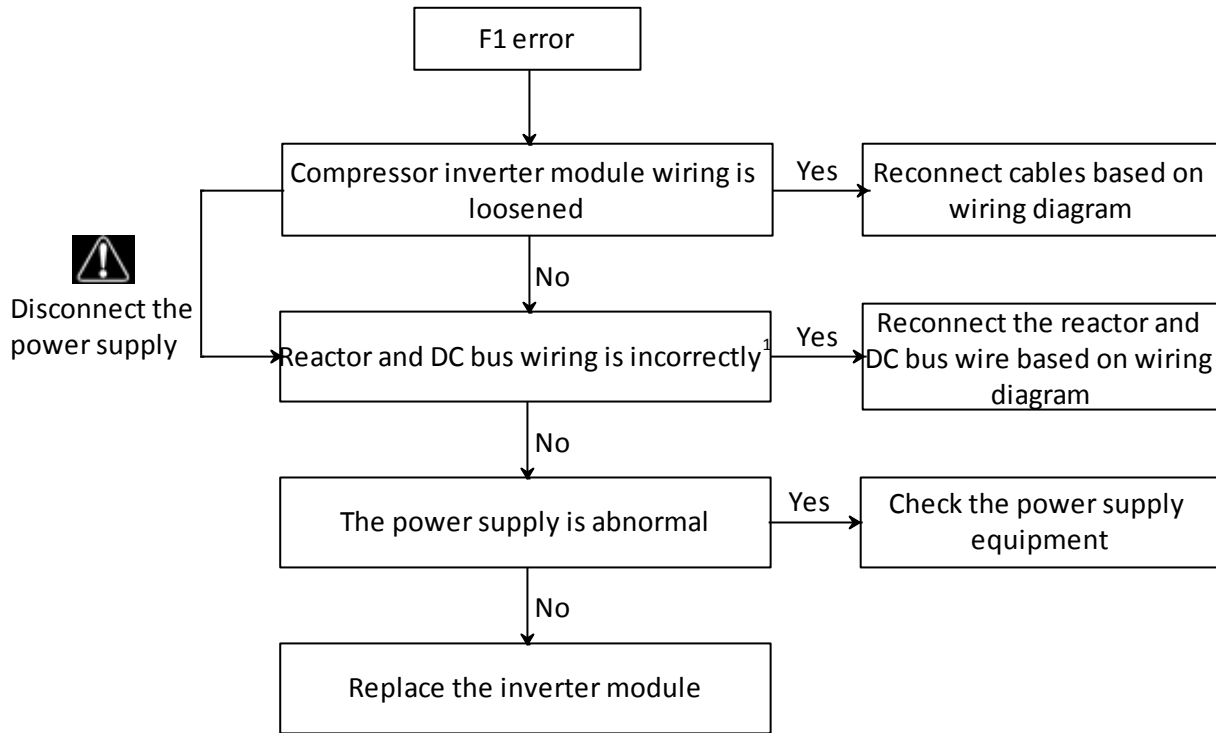 F1 error
Compressor inverter module wiring is
loosened
Yes
Reconnect cables based on
wiring diagram
No
Disconnect the
power supply
Reactor and DC bus wiring is incorrectly1
Yes
Reconnect the reactor and
DC bus wire based on wiring
diagram
No
The power supply is abnormal
Yes
Check the power supply
equipment
No
Replace the inverter module